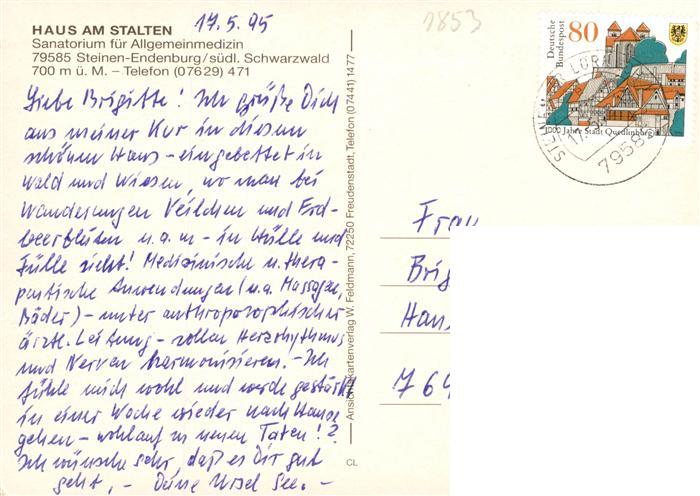 17.5.95
1853
HAUS AM STALTEN
Sanatorium für Allgemeinmedizin
79585 Steinen-Endenburg/südl. Schwarzwald
700 m ü. M. – Telefon (07629) 471
Liebe Brigitte! Ich grüße Dich
aus meiner Kur in diesem
schönen Haus – eingebettet in
Wald und Wiesen, wo man bei
Wanderungen Veilchen und Erd-
beerblüten u.a.m – in Hülle und
Fülle sieht! Medizinische u. thera-
peutische Anwendungen (u.a. Massagen,
Bäder) – unter anthroposophischer
ärztl. Leitung – sollen Herzrhythmus
und Nerven harmonisieren. – Ich
fühle mich wohl und werde gestärkt
in einer Woche wieder nach Hause
gehen – wohlauf zu neuen Taten!?
Ich wünsche sehr, daß es Dir gut
geht, – Deine Ursel See. –
Ansichtskartenverlag W. Feldmann, 72250 Freudenstadt, Telefon (07441) 1477
CL
Deutsche
Bundespost
80
1000 Jahre Stadt Quedlinburg
STEINEN
79585
Frau
Brig
Han
764